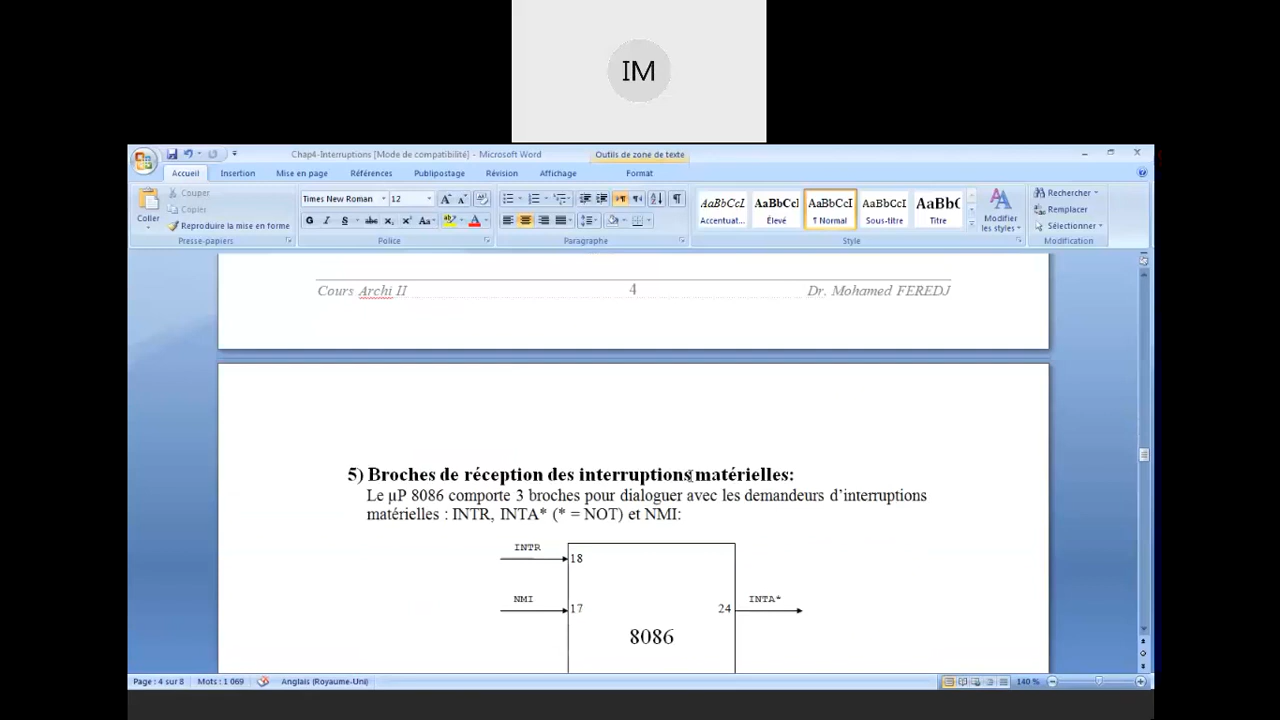 IM
Chap4-Interruptions [Mode de compatibilité] - Microsoft Word
Outils de zone de texte
Accueil Insertion Mise en page Références Publipostage Révision Affichage Format
Coller
Couper
Copier
Reproduire la mise en forme
Presse-papiers
Times New Roman 12
G I S abc x₂ x² Aa
Police
Paragraphe
AaBbCcI AaBbCcI AaBbCcI AaBbCcI AaBbC
Accentuat... Élevé ¶ Normal Sous-titre Titre
Modifier les styles
Style
Rechercher
Remplacer
Sélectionner
Modification
Cours Archi II 4 Dr. Mohamed FEREDJ
5) Broches de réception des interruptions matérielles:
Le µP 8086 comporte 3 broches pour dialoguer avec les demandeurs d’interruptions
matérielles : INTR, INTA* (* = NOT) et NMI:
INTR
18
NMI
17
24
INTA*
8086
Page : 4 sur 8 Mots : 1 069 Anglais (Royaume-Uni) 140 %